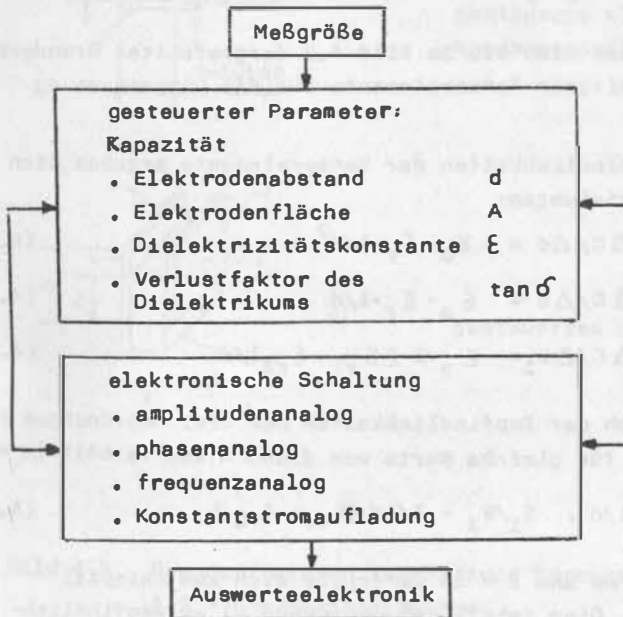 Meßgröße
gesteuerter Parameter:
Kapazität
. Elektrodenabstand d
. Elektrodenfläche A
. Dielektrizitätskonstante ε
. Verlustfaktor des
Dielektrikums tan σ
elektronische Schaltung
. amplitudenanalog
. phasenanalog
. frequenzanalog
. Konstantstromaufladung
Auswerteelektronik